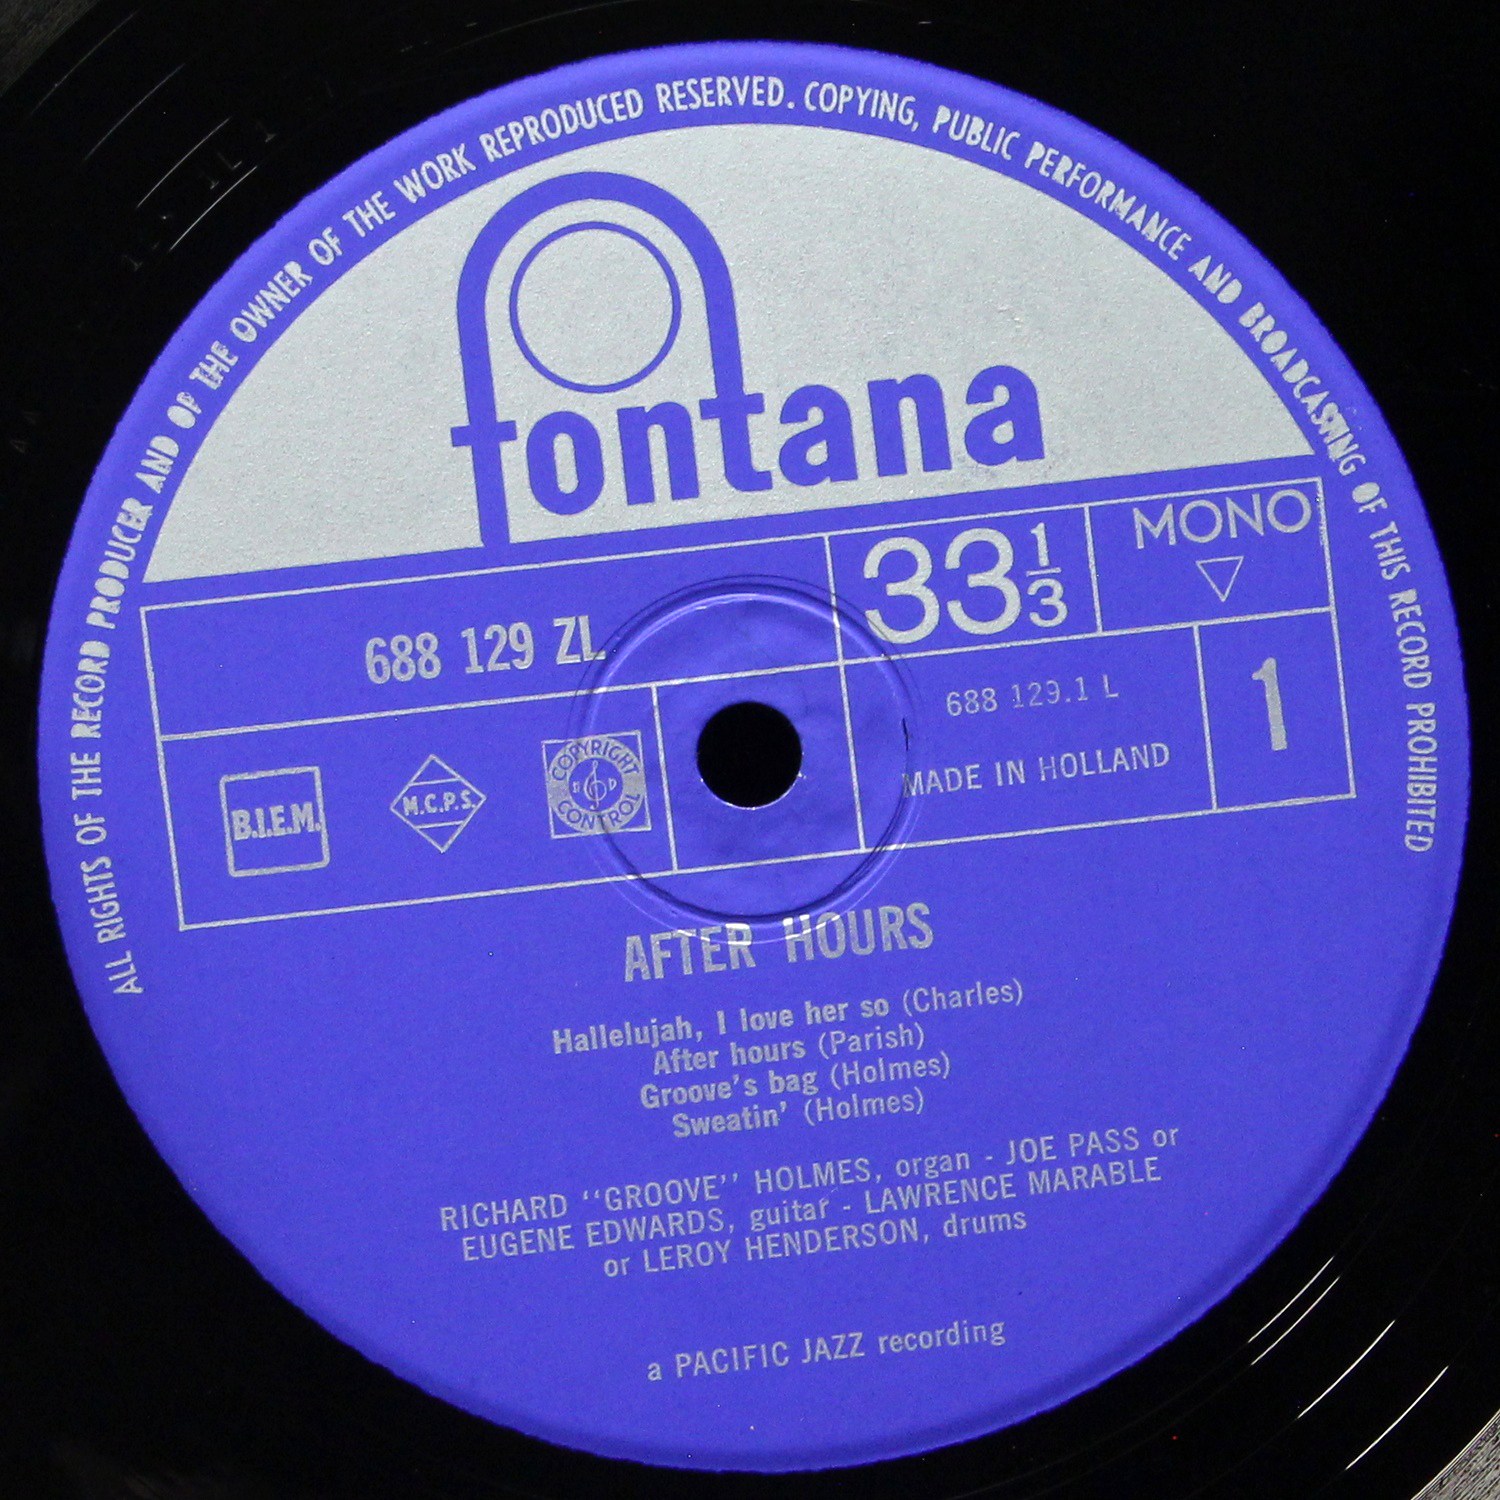 ALL RIGHTS OF THE RECORD PRODUCER AND OF THE OWNER OF THE WORK REPRODUCED RESERVED. COPYING, PUBLIC PERFORMANCE AND BROADCASTING OF THIS RECORD PROHIBITED
fontana
688 129 ZL
33 1/3
MONO
B.I.E.M.
M.C.P.S.
COPYRIGHT
CONTROL
688 129.1 L
MADE IN HOLLAND
1
AFTER HOURS
Hallelujah, I love her so (Charles)
After hours (Parish)
Groove's bag (Holmes)
Sweatin' (Holmes)
RICHARD "GROOVE" HOLMES, organ - JOE PASS or
EUGENE EDWARDS, guitar - LAWRENCE MARABLE
or LEROY HENDERSON, drums
a PACIFIC JAZZ recording